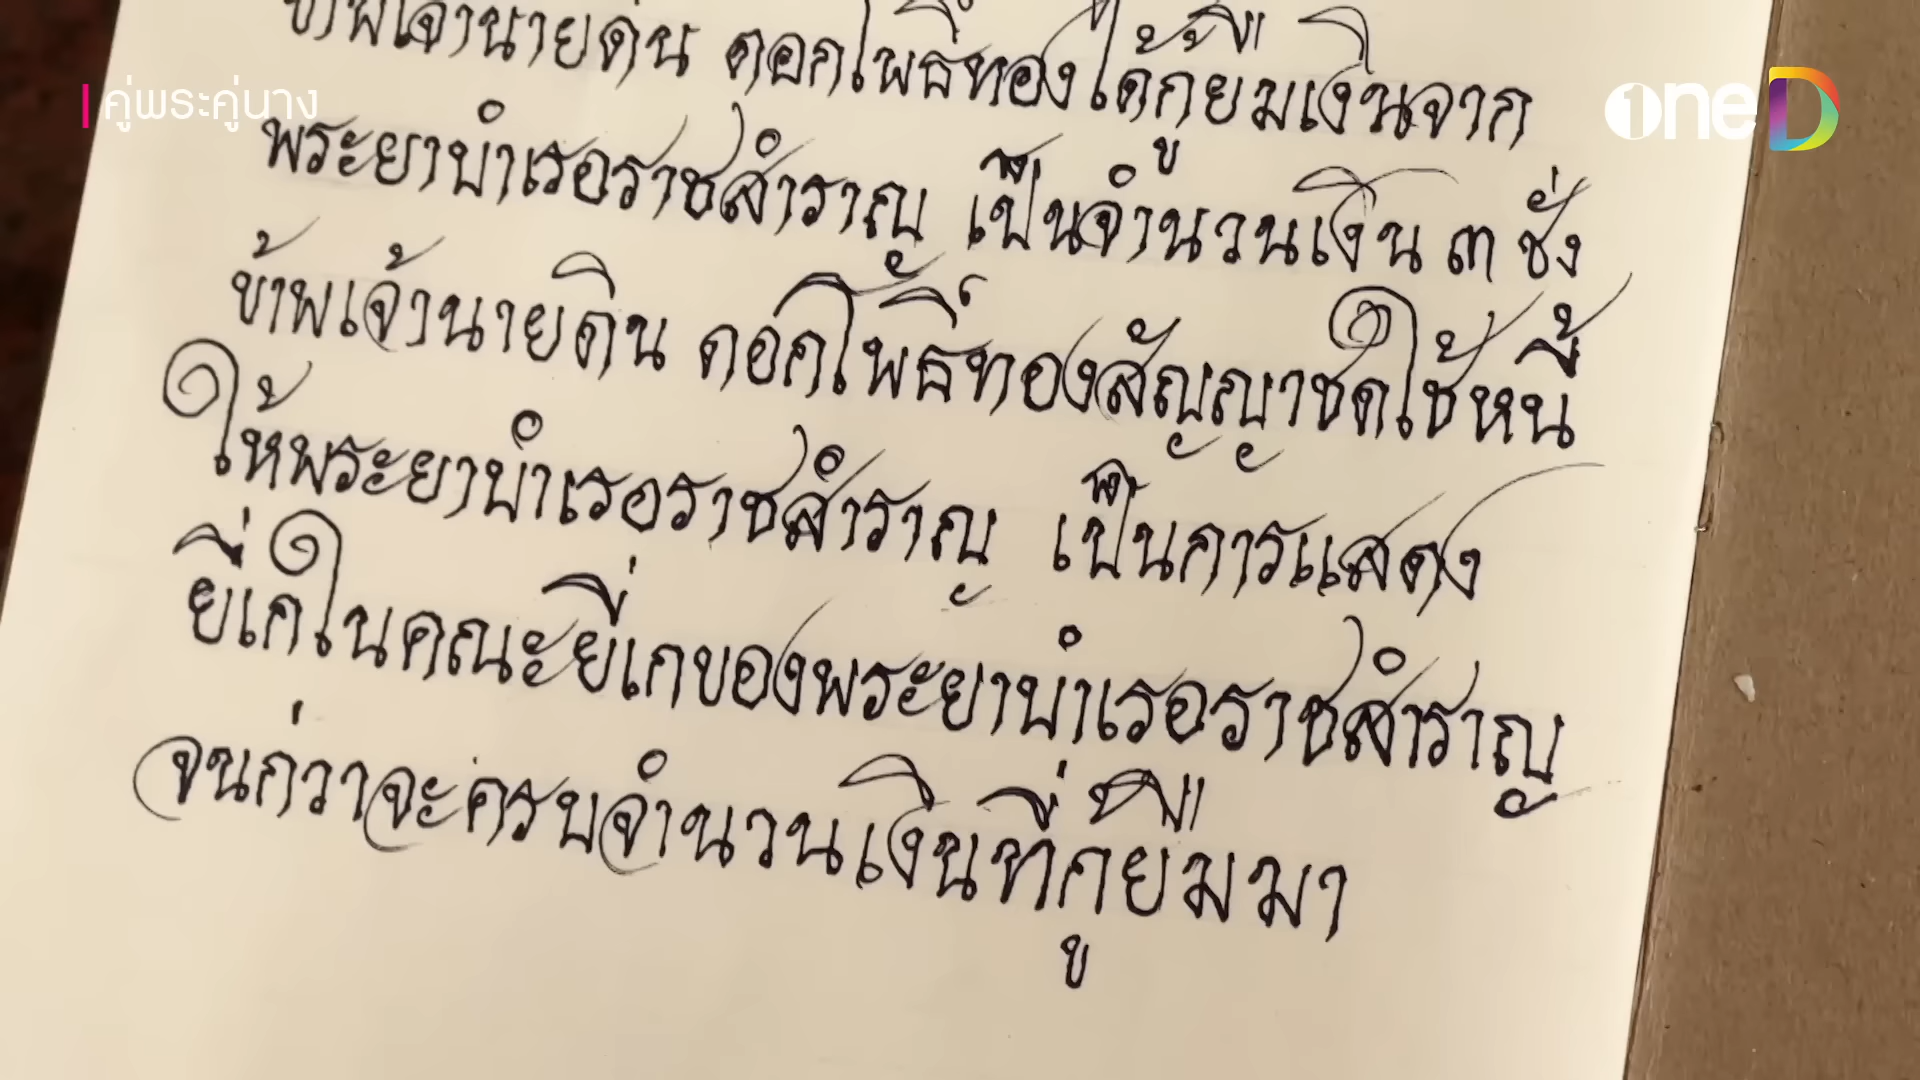 ข้าพเจ้านายดิน ดอกโพธิ์ทองได้กู้ยืมเงินจาก
คู่พระคู่นาง
oneD
พระยาบำเรอราชสำราญ เป็นจำนวนเงิน ๓ ชั่ง
ข้าพเจ้านายดิน ดอกโพธิ์ทองสัญญาชดใช้หนี้
ให้พระยาบำเรอราชสำราญ เป็นการแสดง
ยี่เกในคณะยี่เกของพระยาบำเรอราชสำราญ
จนกว่าจะครบจำนวนเงินที่กู้ยืมมา